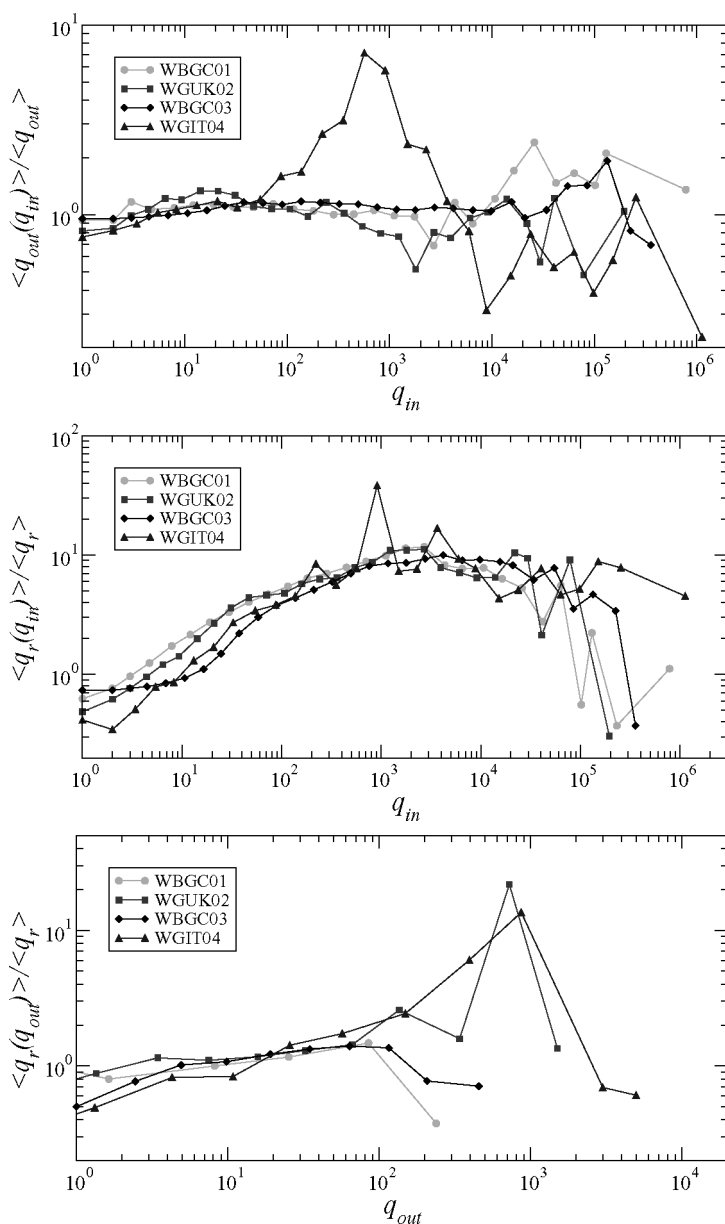 10^1
WBGC01
WGUK02
WBGC03
WGIT04
10^0
<q_out(q_in)>/<q_out>
10^0 10^1 10^2 10^3 10^4 10^5 10^6
q_in
10^2
WBGC01
WGUK02
WBGC03
WGIT04
10^1
10^0
<q_r(q_in)>/<q_r>
10^0 10^1 10^2 10^3 10^4 10^5 10^6
q_in
WBGC01
WGUK02
WBGC03
WGIT04
10^1
10^0
<q_r(q_out)>/<q_r>
10^0 10^1 10^2 10^3 10^4
q_out